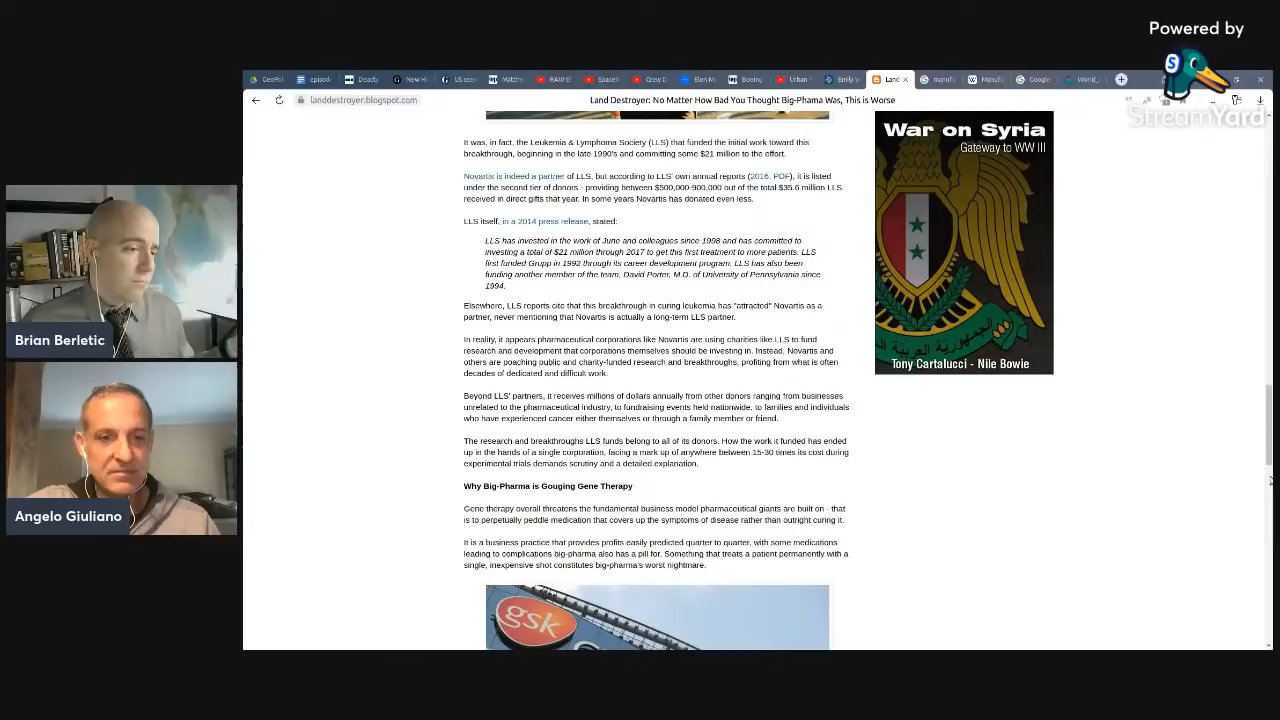 Powered by
S
StreamYard
GeoPol
episod
Deadly
New H
US see
Matthe
RAW E
SpaceX
Crew D
Elon M
Boeing
Urban
Emily
Land
manuf
Manufa
Google
World_
landdestroyer.blogspot.com
Land Destroyer: No Matter How Bad You Thought Big-Phama Was, This is Worse
It was, in fact, the Leukemia & Lymphoma Society (LLS) that funded the initial work toward this
breakthrough, beginning in the late 1990's and committing some $21 million to the effort.
Novartis is indeed a partner of LLS, but according to LLS' own annual reports (2016, PDF), it is listed
under the second tier of donors - providing between $500,000-900,000 out of the total $35.6 million LLS
received in direct gifts that year. In some years Novartis has donated even less.
LLS itself, in a 2014 press release, stated:
LLS has invested in the work of June and colleagues since 1998 and has committed to
investing a total of $21 million through 2017 to get this first treatment to more patients. LLS
first funded Grupp in 1992 through its career development program. LLS has also been
funding another member of the team, David Porter, M.D. of University of Pennsylvania since
1994.
Elsewhere, LLS reports cite that this breakthrough in curing leukemia has "attracted" Novartis as a
partner, never mentioning that Novartis is actually a long-term LLS partner.
In reality, it appears pharmaceutical corporations like Novartis are using charities like LLS to fund
research and development that corporations themselves should be investing in. Instead, Novartis and
others are poaching public and charity-funded research and breakthroughs, profiting from what is often
decades of dedicated and difficult work.
Beyond LLS' partners, it receives millions of dollars annually from other donors ranging from businesses
unrelated to the pharmaceutical industry, to fundraising events held nationwide, to families and individuals
who have experienced cancer either themselves or through a family member or friend.
The research and breakthroughs LLS funds belong to all of its donors. How the work it funded has ended
up in the hands of a single corporation, facing a mark up of anywhere between 15-30 times its cost during
experimental trials demands scrutiny and a detailed explanation.
Why Big-Pharma is Gouging Gene Therapy
Gene therapy overall threatens the fundamental business model pharmaceutical giants are built on - that
is to perpetually peddle medication that covers up the symptoms of disease rather than outright curing it.
It is a business practice that provides profits easily predicted quarter to quarter, with some medications
leading to complications big-pharma also has a pill for. Something that treats a patient permanently with a
single, inexpensive shot constitutes big-pharma's worst nightmare.
gsk
War on Syria
Gateway to WW III
الجمهورية العربية
Tony Cartalucci - Nile Bowie
Brian Berletic
Angelo Giuliano